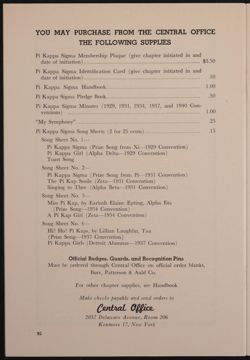 YOU MAY PURCHASE FROM THE CENTRAL OFFICE
THE FOLLOWING SUPPLIES
Pi Kappa Sigma Membership Plaque (give chapter initiated in and
date of initiation) $3.50
Pi Kappa Sigma Identification Card (give chapter initiated in and
date of initiation) .10
Pi Kappa Sigma Handbook 1.00
Pi Kappa Sigma Pledge Book .50
Pi Kappa Sigma Minutes (1929, 1931, 1934, 1937, and 1940 Con-
ventions) 1.00
"My Symphony" .25
Pi Kappa Sigma Song Sheets (2 for 25 cents) .15
Song Sheet No. 1—
Pi Kappa Sigma (Prize Song from Xi—1929 Convention)
Pi Kappa Girl (Alpha Delta—1929 Convention)
Toast Song
Song Sheet No. 2—
Pi Kappa Sigma (Prize Song from Pi—1931 Convention)
The Pi Kap Smile (Zeta—1931 Convention)
Singing to Thee (Alpha Beta—1931 Convention)
Song Sheet No. 3—
Miss Pi Kap, by Earleth Elaine Epting, Alpha Eta
(Prize Song—1934 Convention)
A Pi Kap Girl (Zeta—1934 Convention)
Song Sheet No. 4—
Hi! Ho! Pi Kaps, by Lillian Laughlin, Tau
(Prize Song—1937 Convention)
Pi Kappa Girls (Detroit Alumnae—1937 Convention)
Official Badges, Guards, and Recognition Pins
Must be ordered through Central Office on official order blanks,
Burr, Patterson & Auld Co.
For other chapter supplies, see Handbook
Make checks payable and send orders to
Central Office
2857 Delaware Avenue, Room 206
Kenmore 17, New York